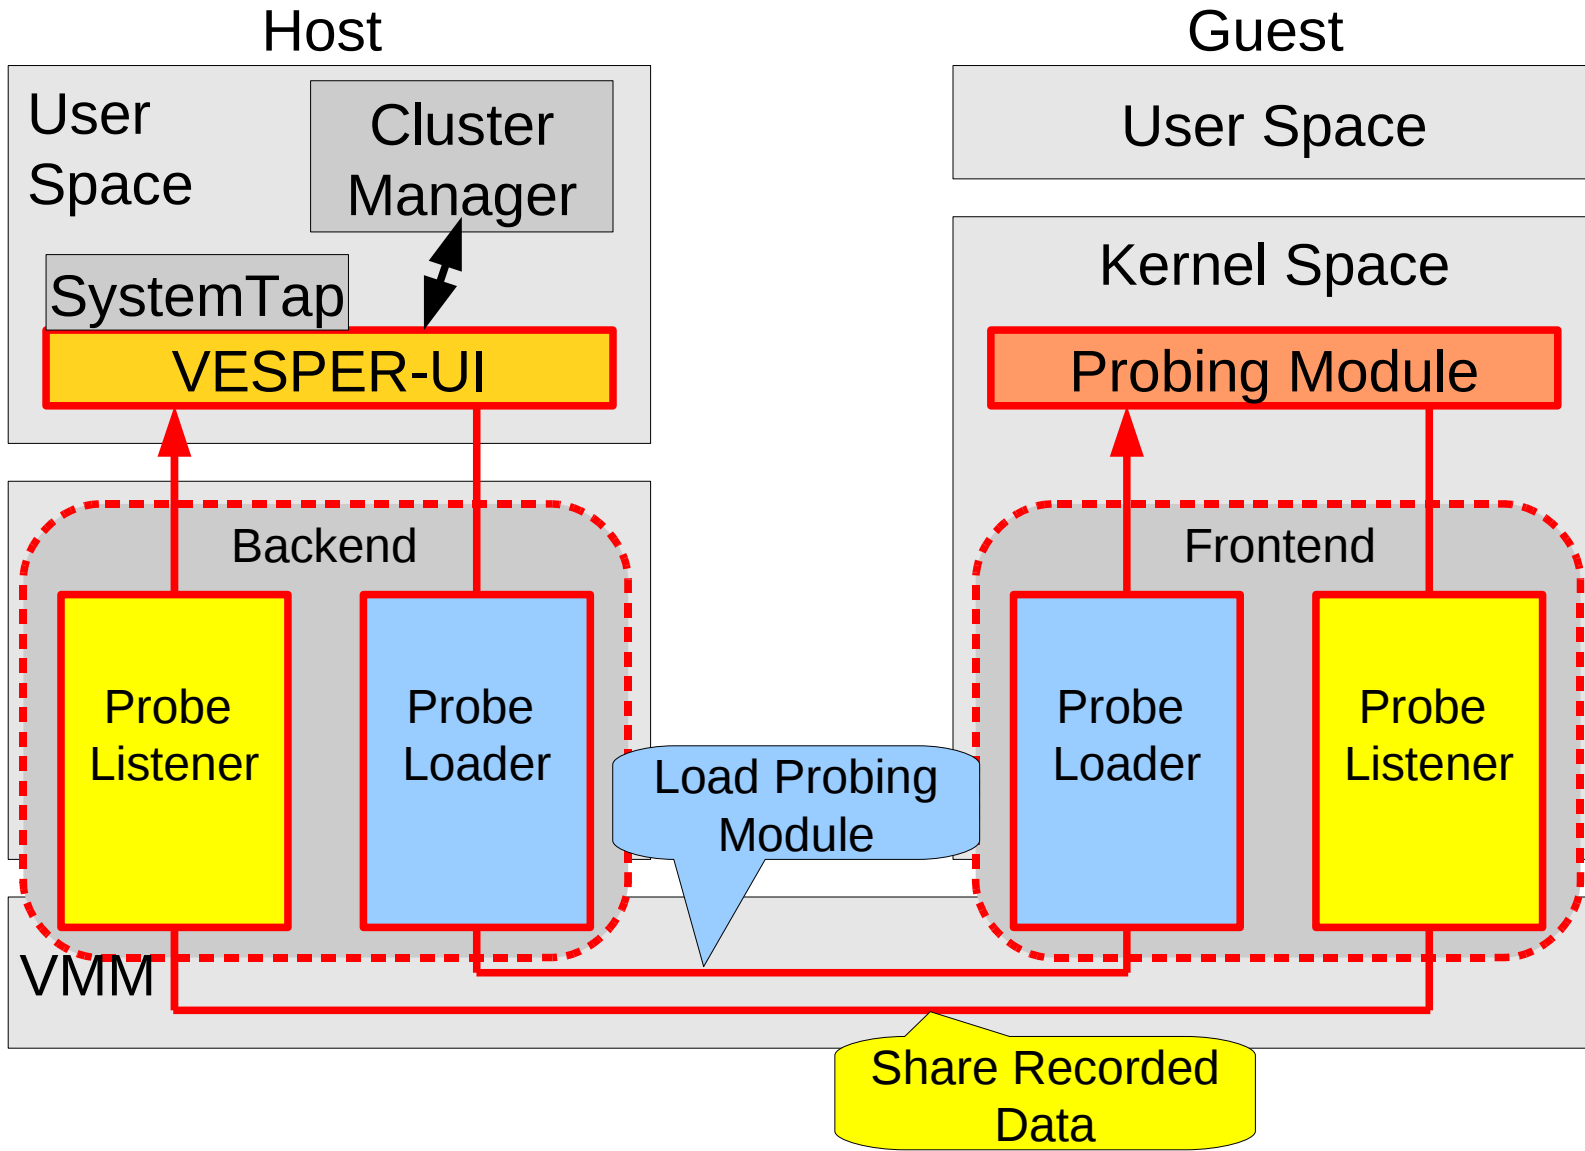 Host
Guest
User
Space
Cluster
Manager
SystemTap
VESPER-UI
User Space
Kernel Space
Probing Module
Backend
Probe
Listener
Probe
Loader
Frontend
Probe
Loader
Probe
Listener
Load Probing
Module
VMM
Share Recorded
Data